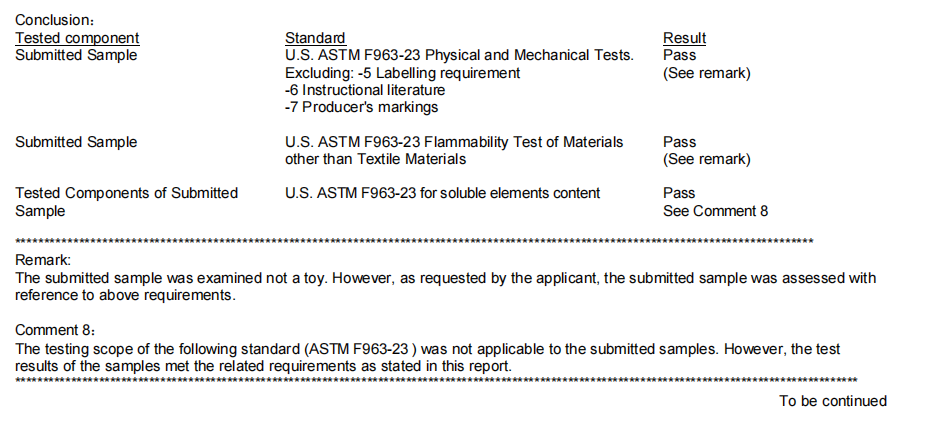 Conclusion：
Tested component Standard Result
Submitted Sample U.S. ASTM F963-23 Physical and Mechanical Tests. Pass
Excluding: -5 Labelling requirement (See remark)
-6 Instructional literature
-7 Producer's markings
Submitted Sample U.S. ASTM F963-23 Flammability Test of Materials Pass
other than Textile Materials (See remark)
Tested Components of Submitted U.S. ASTM F963-23 for soluble elements content Pass
Sample See Comment 8
******************************************************************************************************************************************
Remark:
The submitted sample was examined not a toy. However, as requested by the applicant, the submitted sample was assessed with
reference to above requirements.
Comment 8：
The testing scope of the following standard (ASTM F963-23 ) was not applicable to the submitted samples. However, the test
results of the samples met the related requirements as stated in this report.
**************************************************************************************************************************************************
To be continued